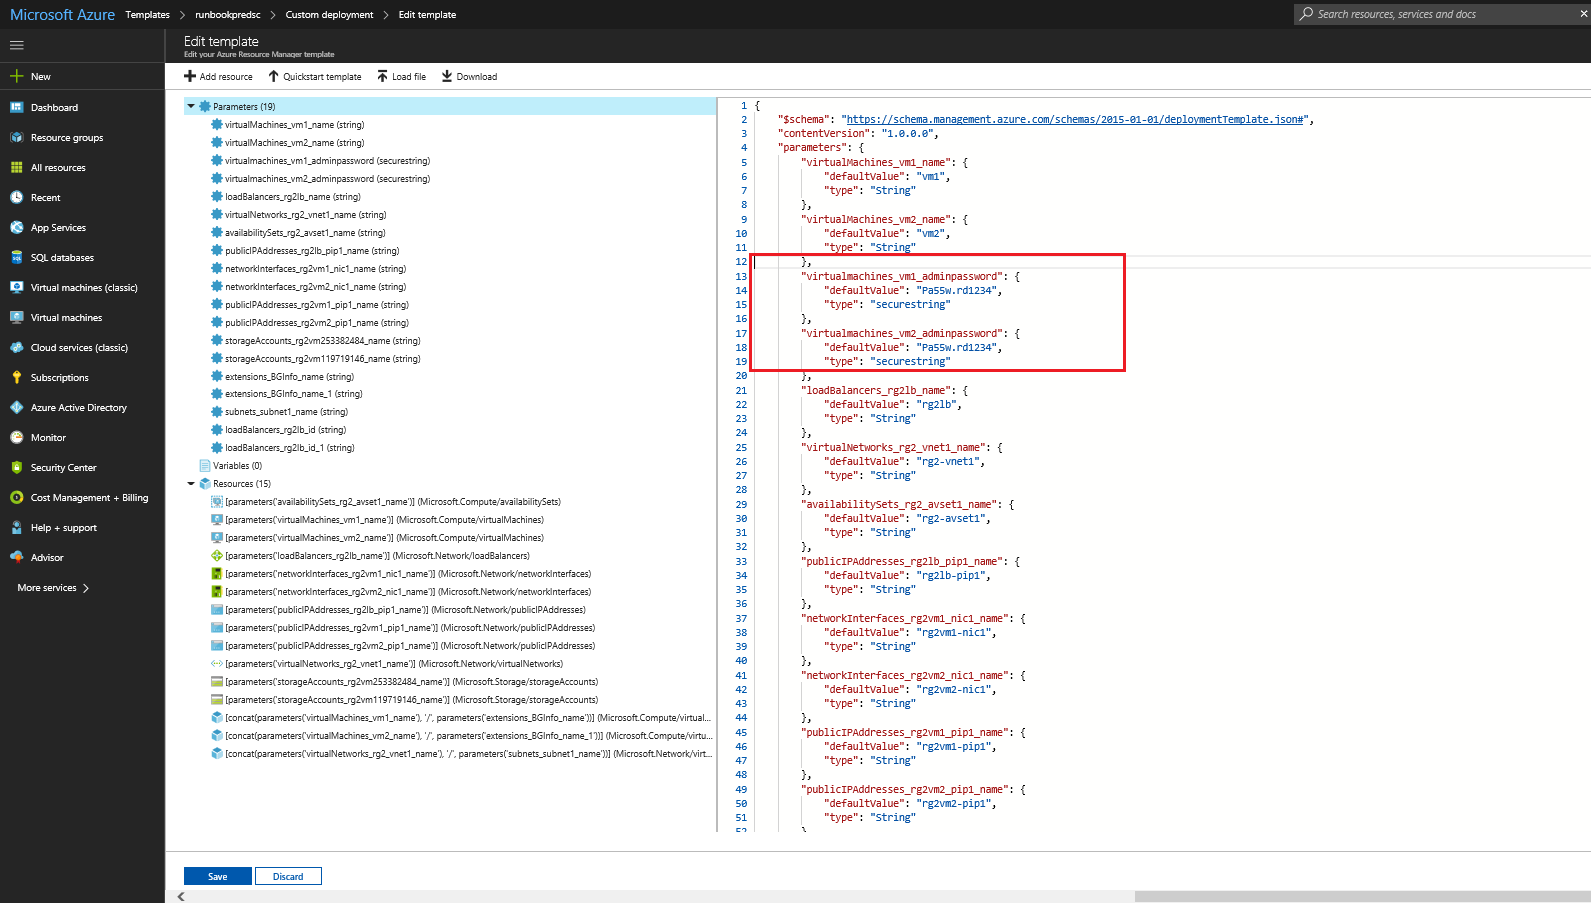 Microsoft Azure Templates > runbookpredsc > Custom deployment > Edit template
Search resources, services and docs
Edit template
Edit your Azure Resource Manager template
Add resource Quickstart template Load file Download
New
Dashboard
Resource groups
All resources
Recent
App Services
SQL databases
Virtual machines (classic)
Virtual machines
Cloud services (classic)
Subscriptions
Azure Active Directory
Monitor
Security Center
Cost Management + Billing
Help + support
Advisor
More services >
Parameters (19)
virtualMachines_vm1_name (string)
virtualMachines_vm2_name (string)
virtualmachines_vm1_adminpassword (securestring)
virtualmachines_vm2_adminpassword (securestring)
loadBalancers_rg2lb_name (string)
virtualNetworks_rg2_vnet1_name (string)
availabilitySets_rg2_avset1_name (string)
publicIPAddresses_rg2lb_pip1_name (string)
networkInterfaces_rg2vm1_nic1_name (string)
networkInterfaces_rg2vm2_nic1_name (string)
publicIPAddresses_rg2vm1_pip1_name (string)
publicIPAddresses_rg2vm2_pip1_name (string)
storageAccounts_rg2vm253382484_name (string)
storageAccounts_rg2vm119719146_name (string)
extensions_BGInfo_name (string)
extensions_BGInfo_name_1 (string)
subnets_subnet1_name (string)
loadBalancers_rg2lb_id (string)
loadBalancers_rg2lb_id_1 (string)
Variables (0)
Resources (15)
[parameters('availabilitySets_rg2_avset1_name')] (Microsoft.Compute/availabilitySets)
[parameters('virtualMachines_vm1_name')] (Microsoft.Compute/virtualMachines)
[parameters('virtualMachines_vm2_name')] (Microsoft.Compute/virtualMachines)
[parameters('loadBalancers_rg2lb_name')] (Microsoft.Network/loadBalancers)
[parameters('networkInterfaces_rg2vm1_nic1_name')] (Microsoft.Network/networkInterfaces)
[parameters('networkInterfaces_rg2vm2_nic1_name')] (Microsoft.Network/networkInterfaces)
[parameters('publicIPAddresses_rg2lb_pip1_name')] (Microsoft.Network/publicIPAddresses)
[parameters('publicIPAddresses_rg2vm1_pip1_name')] (Microsoft.Network/publicIPAddresses)
[parameters('publicIPAddresses_rg2vm2_pip1_name')] (Microsoft.Network/publicIPAddresses)
[parameters('virtualNetworks_rg2_vnet1_name')] (Microsoft.Network/virtualNetworks)
[parameters('storageAccounts_rg2vm253382484_name')] (Microsoft.Storage/storageAccounts)
[parameters('storageAccounts_rg2vm119719146_name')] (Microsoft.Storage/storageAccounts)
[concat(parameters('virtualMachines_vm1_name'), '/', parameters('extensions_BGInfo_name'))] (Microsoft.Compute/virtual...
[concat(parameters('virtualMachines_vm2_name'), '/', parameters('extensions_BGInfo_name_1'))] (Microsoft.Compute/virtu...
[concat(parameters('virtualNetworks_rg2_vnet1_name'), '/', parameters('subnets_subnet1_name'))] (Microsoft.Network/virt...
1 {
2 "$schema": "https://schema.management.azure.com/schemas/2015-01-01/deploymentTemplate.json#",
3 "contentVersion": "1.0.0.0",
4 "parameters": {
5 "virtualMachines_vm1_name": {
6 "defaultValue": "vm1",
7 "type": "String"
8 },
9 "virtualMachines_vm2_name": {
10 "defaultValue": "vm2",
11 "type": "String"
12 },
13 "virtualmachines_vm1_adminpassword": {
14 "defaultValue": "Pa55w.rd1234",
15 "type": "securestring"
16 },
17 "virtualmachines_vm2_adminpassword": {
18 "defaultValue": "Pa55w.rd1234",
19 "type": "securestring"
20 },
21 "loadBalancers_rg2lb_name": {
22 "defaultValue": "rg2lb",
23 "type": "String"
24 },
25 "virtualNetworks_rg2_vnet1_name": {
26 "defaultValue": "rg2-vnet1",
27 "type": "String"
28 },
29 "availabilitySets_rg2_avset1_name": {
30 "defaultValue": "rg2-avset1",
31 "type": "String"
32 },
33 "publicIPAddresses_rg2lb_pip1_name": {
34 "defaultValue": "rg2lb-pip1",
35 "type": "String"
36 },
37 "networkInterfaces_rg2vm1_nic1_name": {
38 "defaultValue": "rg2vm1-nic1",
39 "type": "String"
40 },
41 "networkInterfaces_rg2vm2_nic1_name": {
42 "defaultValue": "rg2vm2-nic1",
43 "type": "String"
44 },
45 "publicIPAddresses_rg2vm1_pip1_name": {
46 "defaultValue": "rg2vm1-pip1",
47 "type": "String"
48 },
49 "publicIPAddresses_rg2vm2_pip1_name": {
50 "defaultValue": "rg2vm2-pip1",
51 "type": "String"
52 }
Save Discard